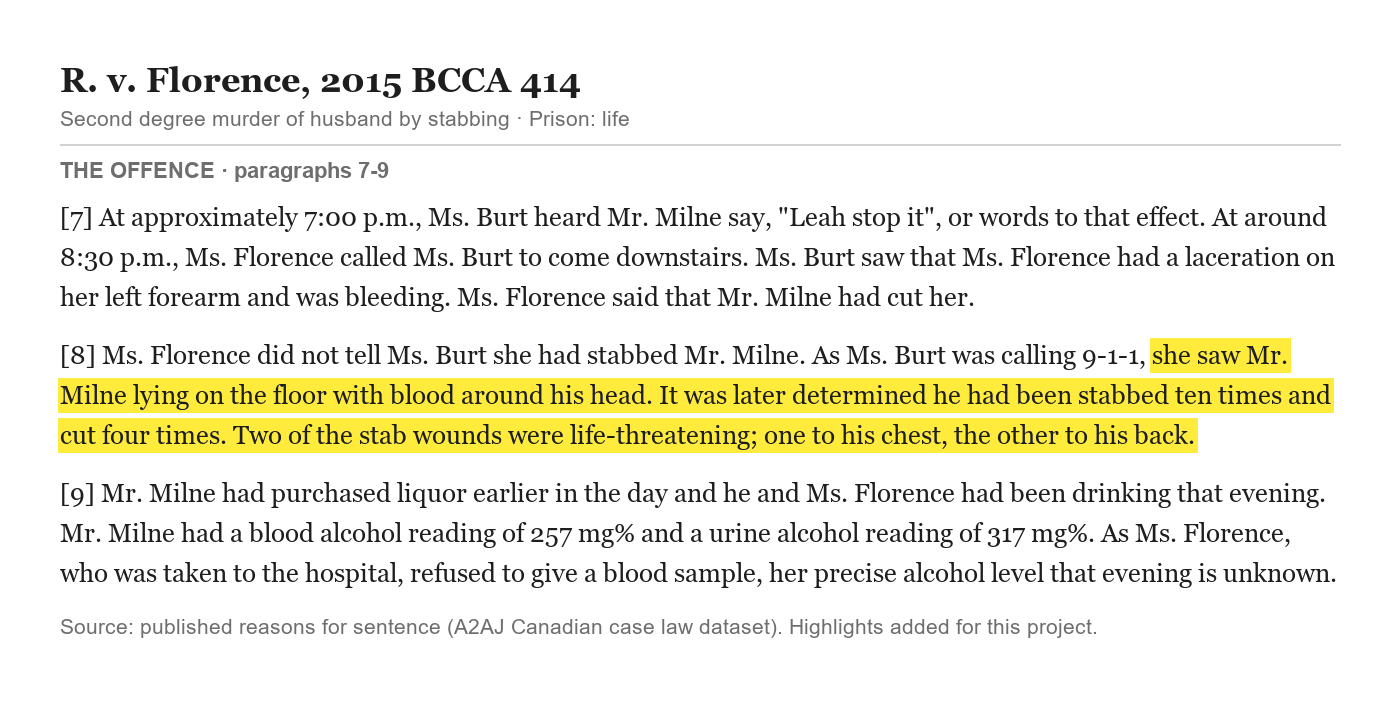 R. v. Florence, 2015 BCCA 414
Second degree murder of husband by stabbing · Prison: life
THE OFFENCE · paragraphs 7-9
[7] At approximately 7:00 p.m., Ms. Burt heard Mr. Milne say, "Leah stop it", or words to that effect. At around
8:30 p.m., Ms. Florence called Ms. Burt to come downstairs. Ms. Burt saw that Ms. Florence had a laceration on
her left forearm and was bleeding. Ms. Florence said that Mr. Milne had cut her.
[8] Ms. Florence did not tell Ms. Burt she had stabbed Mr. Milne. As Ms. Burt was calling 9-1-1, she saw Mr.
Milne lying on the floor with blood around his head. It was later determined he had been stabbed ten times and
cut four times. Two of the stab wounds were life-threatening; one to his chest, the other to his back.
[9] Mr. Milne had purchased liquor earlier in the day and he and Ms. Florence had been drinking that evening.
Mr. Milne had a blood alcohol reading of 257 mg% and a urine alcohol reading of 317 mg%. As Ms. Florence,
who was taken to the hospital, refused to give a blood sample, her precise alcohol level that evening is unknown.
Source: published reasons for sentence (A2AJ Canadian case law dataset). Highlights added for this project.